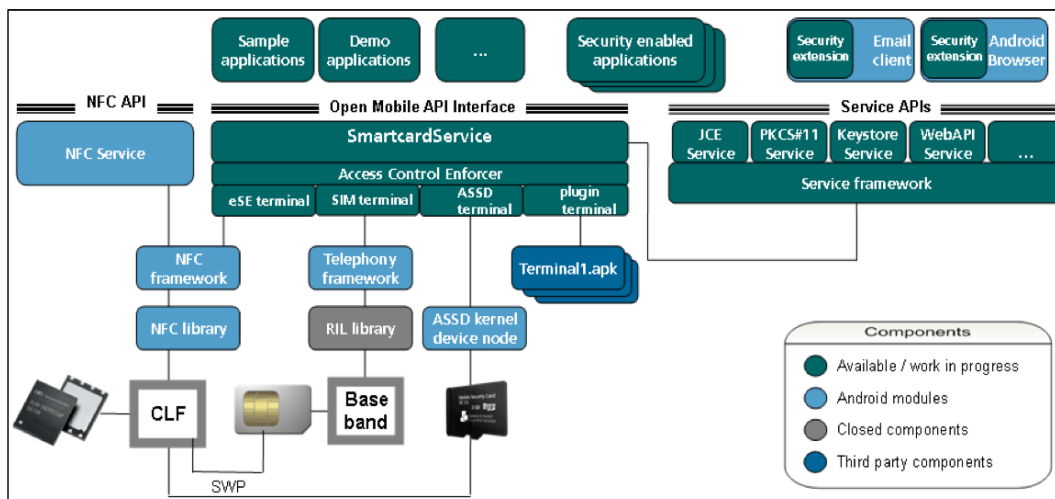 Sample
applications
Demo
applications
...
Security enabled
applications
Security
extension
Email
client
Security
extension
Android
Browser
NFC API
Open Mobile API Interface
Service APIs
NFC Service
SmartcardService
Access Control Enforcer
eSE terminal
SIM terminal
ASSD
terminal
plugin
terminal
JCE
Service
PKCS#11
Service
Keystore
Service
WebAPI
Service
...
Service framework
NFC
framework
Telephony
framework
Terminal1.apk
NFC library
RIL library
ASSD kernel
device node
CLF
Base
band
Mobile Security Card
SWP
Components
Available / work in progress
Android modules
Closed components
Third party components